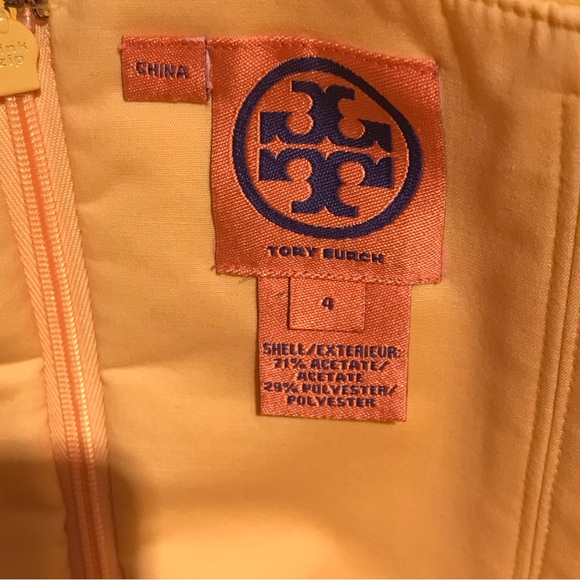 CHINA
TORY BURCH
4
SHELL/EXTERIEUR:
71% ACETATE/
ACETATE
29% POLYESTER/
POLYESTER